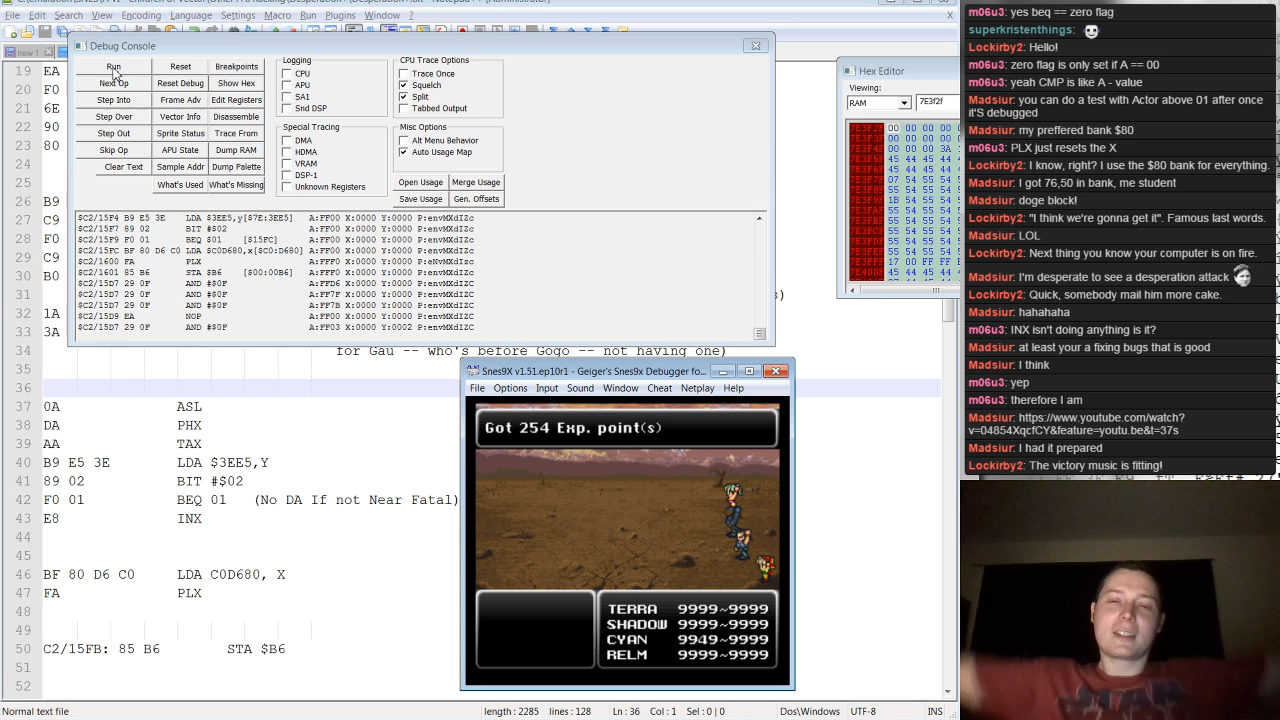 File Edit Search View Encoding Language Settings Macro Run Plugins Window ?
new 1
Debug Console
Run Reset Breakpoints
Next Op Reset Debug Show Hex
Step Into Frame Adv Edit Registers
Step Over Vector Info Disassemble
Step Out Sprite Status Trace From
Skip Op APU State Dump RAM
Clear Text Sample Addr Dump Palette
What's Used What's Missing
Logging
CPU
APU
SA1
Snd DSP
Special Tracing
DMA
HDMA
VRAM
DSP-1
Unknown Registers
CPU Trace Options
Trace Once
Squelch
Split
Tabbed Output
Misc Options
Alt Menu Behavior
Auto Usage Map
Open Usage Merge Usage
Save Usage Gen. Offsets
$C2/15F4 B9 E5 3E LDA $3EE5,y[$7E:3EE5] A:FF00 X:0000 Y:0000 P:envMXdIZc
$C2/15F7 89 02 BIT #$02 A:FF00 X:0000 Y:0000 P:envMXdIZc
$C2/15F9 F0 01 BEQ $01 [$15FC] A:FF00 X:0000 Y:0000 P:envMXdIZc
$C2/15FC BF 80 D6 C0 LDA $C0D680,x[$C0:D680] A:FF00 X:0000 Y:0000 P:envMXdIZc
$C2/1600 FA PLX A:FF00 X:0000 Y:0000 P:envMXdIZc
$C2/1601 85 B6 STA $B6 [$00:00B6] A:FF00 X:0000 Y:0000 P:envMXdIZc
$C2/15D7 29 0F AND #$0F A:FFD6 X:0000 Y:0000
$C2/15D7 29 0F AND #$0F A:FF7F X:0000 Y:0000
$C2/15D7 29 0F AND #$0F A:FF7B X:0000 Y:0000
$C2/15D9 EA NOP
$C2/15D7 29 0F AND #$0F A:FF03 X:0000 Y:0002 P:envMXdIZC
Hex Editor
Viewing:
RAM 7E3f2f
19 EA
20 F0
21 6E
22 90
23 80
24
25
26 B9
27 C9
28 F0
29 C9
30 B0
31
32 1A
33 3A
34 for Gau -- who's before Gogo -- not having one)
35
36
37 0A ASL
38 DA PHX
39 AA TAX
40 B9 E5 3E LDA $3EE5,Y
41 89 02 BIT #$02
42 F0 01 BEQ 01 (No DA If not Near Fatal)
43 E8 INX
44
45
46 BF 80 D6 C0 LDA C0D680, X
47 FA PLX
48
49
50 C2/15FB: 85 B6 STA $B6
51
52
Snes9X v1.51.ep10r1 - Geiger's Snes9x Debugger fo...
File Options Input Sound Window Cheat Netplay Help
Got 254 Exp. point(s)
TERRA 9999~9999
SHADOW 9999~9999
CYAN 9949~9999
RELM 9999~9999
Normal text file length : 2285 lines : 128 Ln : 36 Col : 1 Sel : 0 | 0 Dos\Windows UTF-8 INS
m06u3: yes beq == zero flag
superkristenthings:
Lockirby2: Hello!
m06u3: zero flag is only set if A == 00
m06u3: yeah CMP is like A - value
Madsiur: you can do a test with Actor above 01 after once
it'S debugged
Madsiur: my preffered bank $80
m06u3: PLX just resets the X
Lockirby2: I know, right? I use the $80 bank for everything.
Madsiur: I got 76,50 in bank, me student
Madsiur: doge block!
Lockirby2: "I think we're gonna get it". Famous last words.
Madsiur: LOL
Lockirby2: Next thing you know your computer is on fire.
Madsiur: I'm desperate to see a desperation attack
Lockirby2: Quick, somebody mail him more cake.
Madsiur: hahahaha
m06u3: INX isn't doing anything is it?
Madsiur: at least your a fixing bugs that is good
Madsiur: I think
m06u3: yep
m06u3: therefore I am
Madsiur: https://www.youtube.com/watch?
v=04854XqcfCY&feature=youtu.be&t=37s
Madsiur: I had it prepared
Lockirby2: The victory music is fitting!